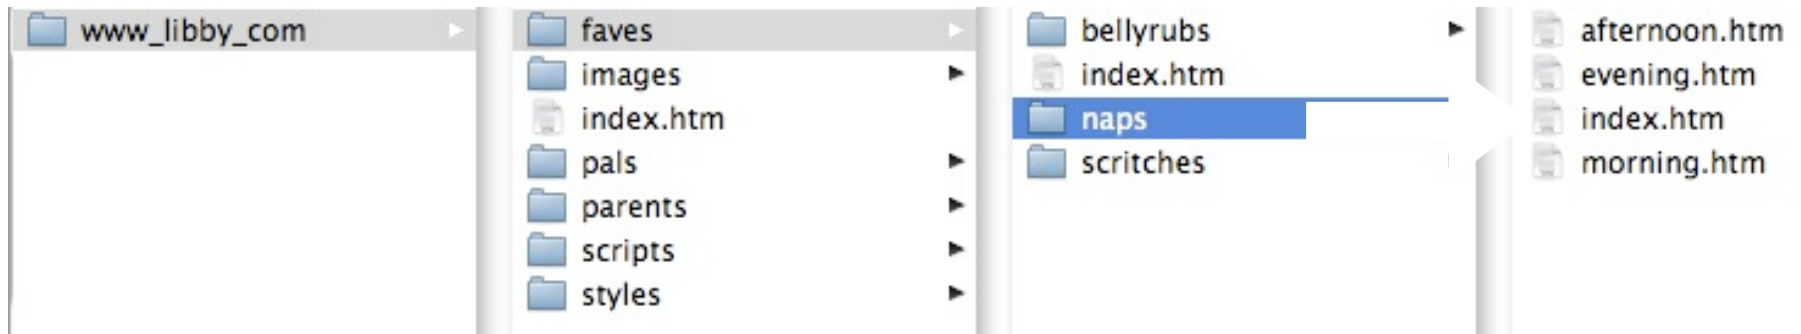 www_libby_com
faves
images
index.htm
pals
parents
scripts
styles
bellyrubs
index.htm
naps
scritches
afternoon.htm
evening.htm
index.htm
morning.htm